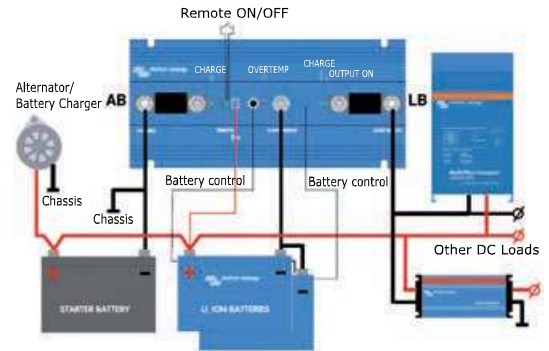 Remote ON/OFF
CHARGE
OVERTEMP
CHARGE
OUTPUT ON
Alternator/
Battery Charger
AB
LB
Battery control
Battery control
Chassis
Chassis
Other DC Loads
STARTER BATTERY
LI_ION BATTERIES
+
-
+
-
-